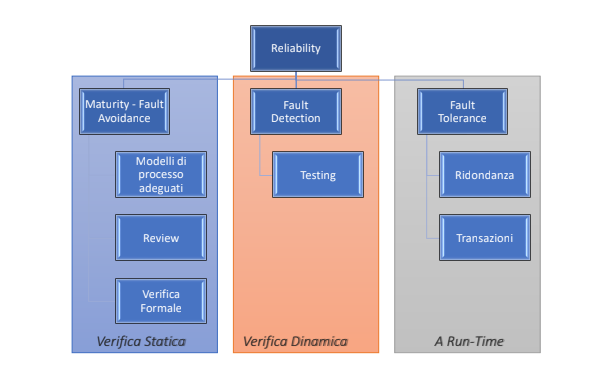 Reliability
Maturity - Fault
Avoidance
Modelli di
processo
adeguati
Review
Verifica
Formale
Verifica Statica
Fault
Detection
Testing
Verifica Dinamica
Fault
Tolerance
Ridondanza
Transazioni
A Run-Time